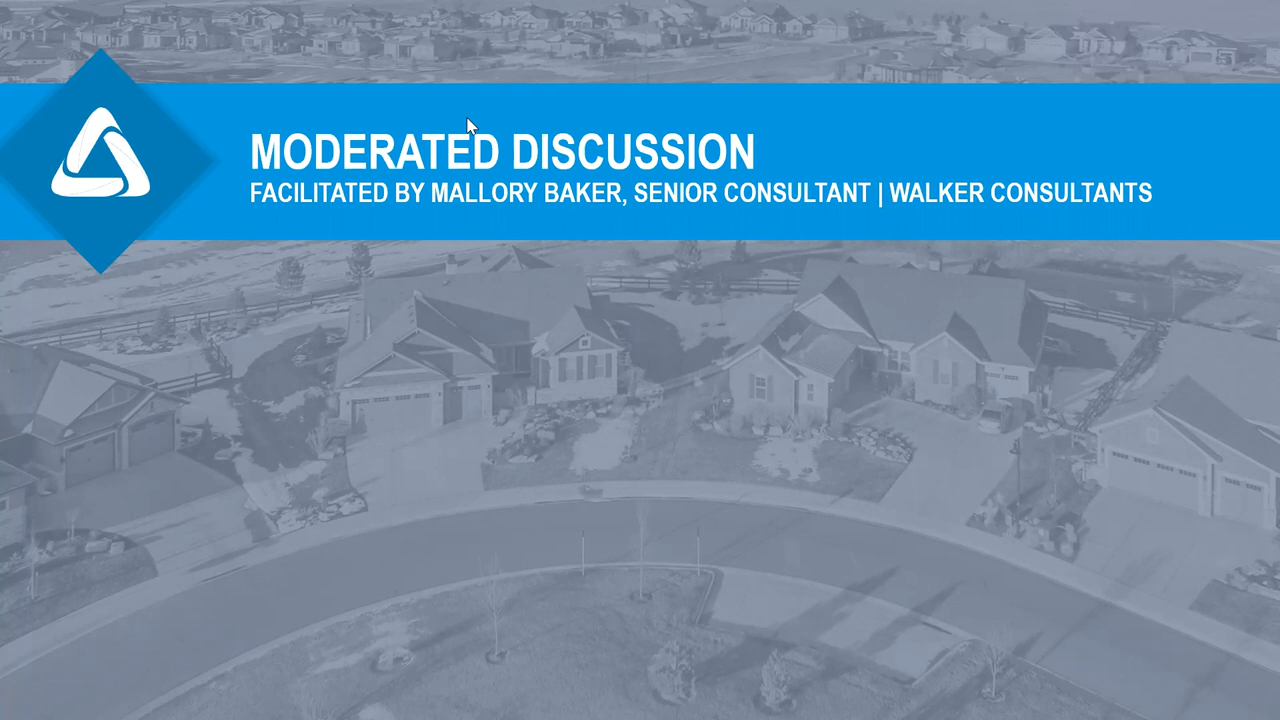 MODERATED DISCUSSION
FACILITATED BY MALLORY BAKER, SENIOR CONSULTANT | WALKER CONSULTANTS